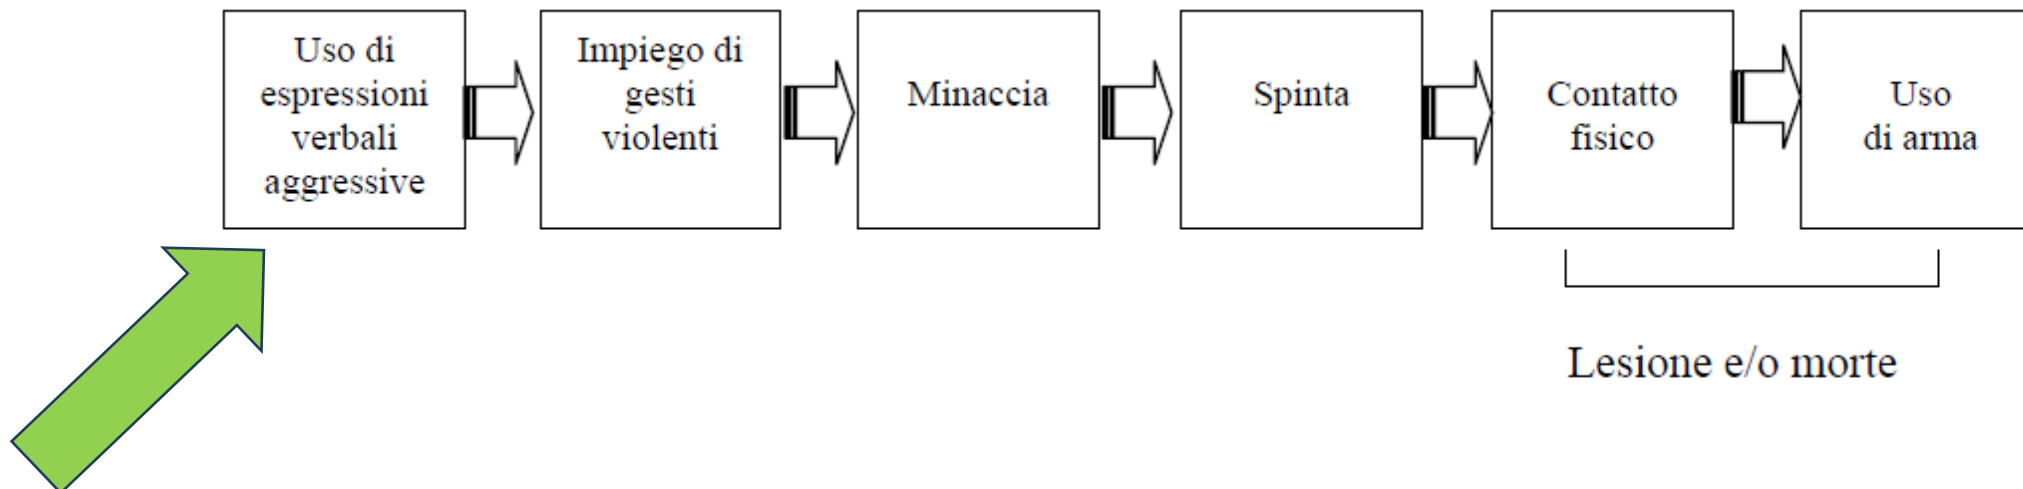 Uso di
espressioni
verbali
aggressive
Impiego di
gesti
violenti
Minaccia
Spinta
Contatto
fisico
Uso
di arma
Lesione e/o morte